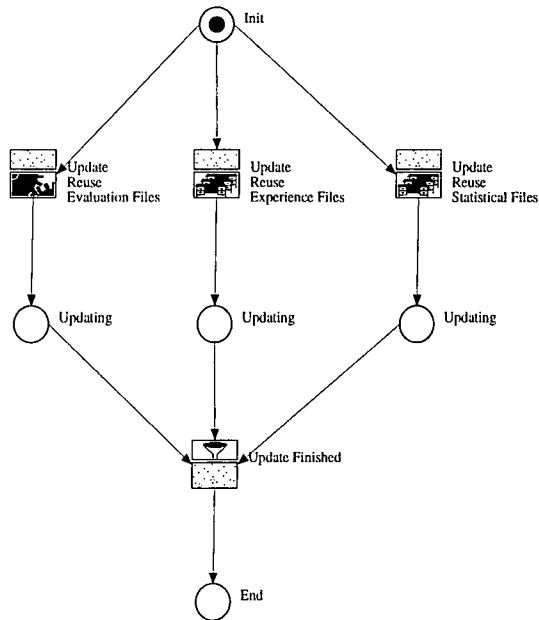 Init
Update
Reuse
Evaluation Files
Update
Reuse
Experience Files
Update
Reuse
Statistical Files
Updating
Updating
Updating
Update Finished
End